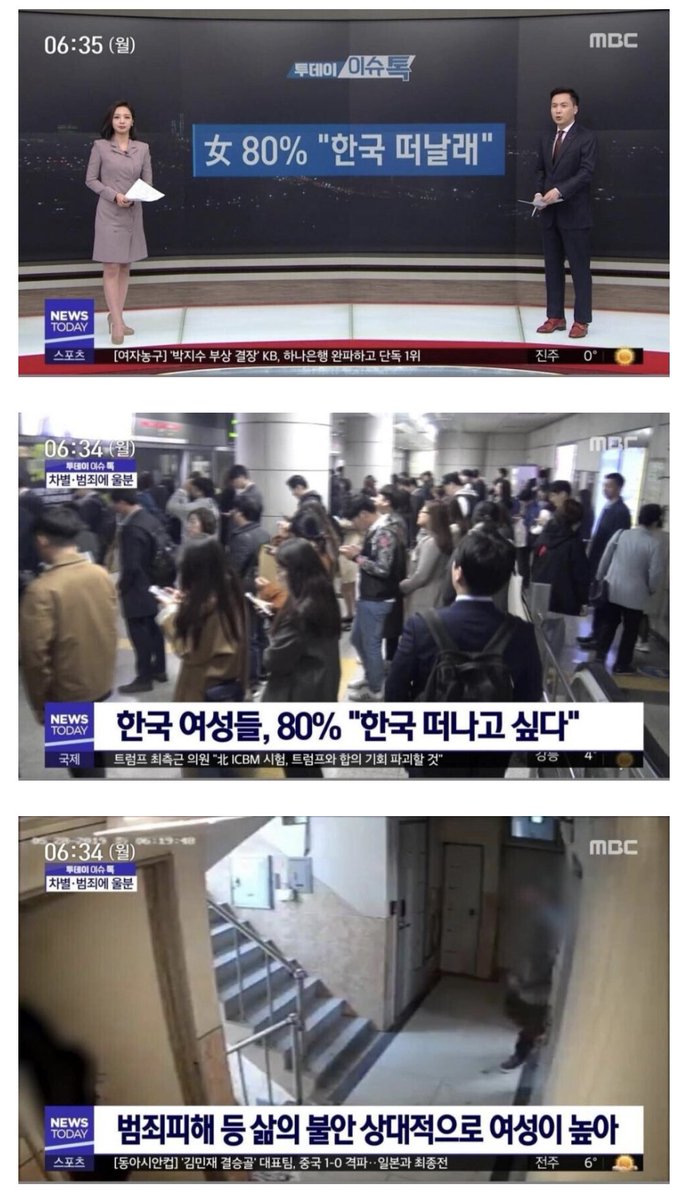 06:35 (월)
MBC
투데이 이슈 톡
女 80% "한국 떠날래"
NEWS
TODAY
스포츠
[여자농구] '박지수 부상 결장' KB, 하나은행 완파하고 단독 1위
진주 0°
06:34 (월)
MBC
투데이 이슈 톡
차별·범죄에 울분
한국 여성들, 80% "한국 떠나고 싶다"
NEWS
TODAY
국제
트럼프 최측근 의원 "北 ICBM 시험, 트럼프와 합의 기회 파괴할 것"
강릉 4°
06:34 (월)
MBC
투데이 이슈 톡
차별·범죄에 울분
범죄피해 등 삶의 불안 상대적으로 여성이 높아
NEWS
TODAY
스포츠
[동아시안컵] '김민재 결승골' 대표팀, 중국 1-0 격파‥일본과 최종전
전주 6°